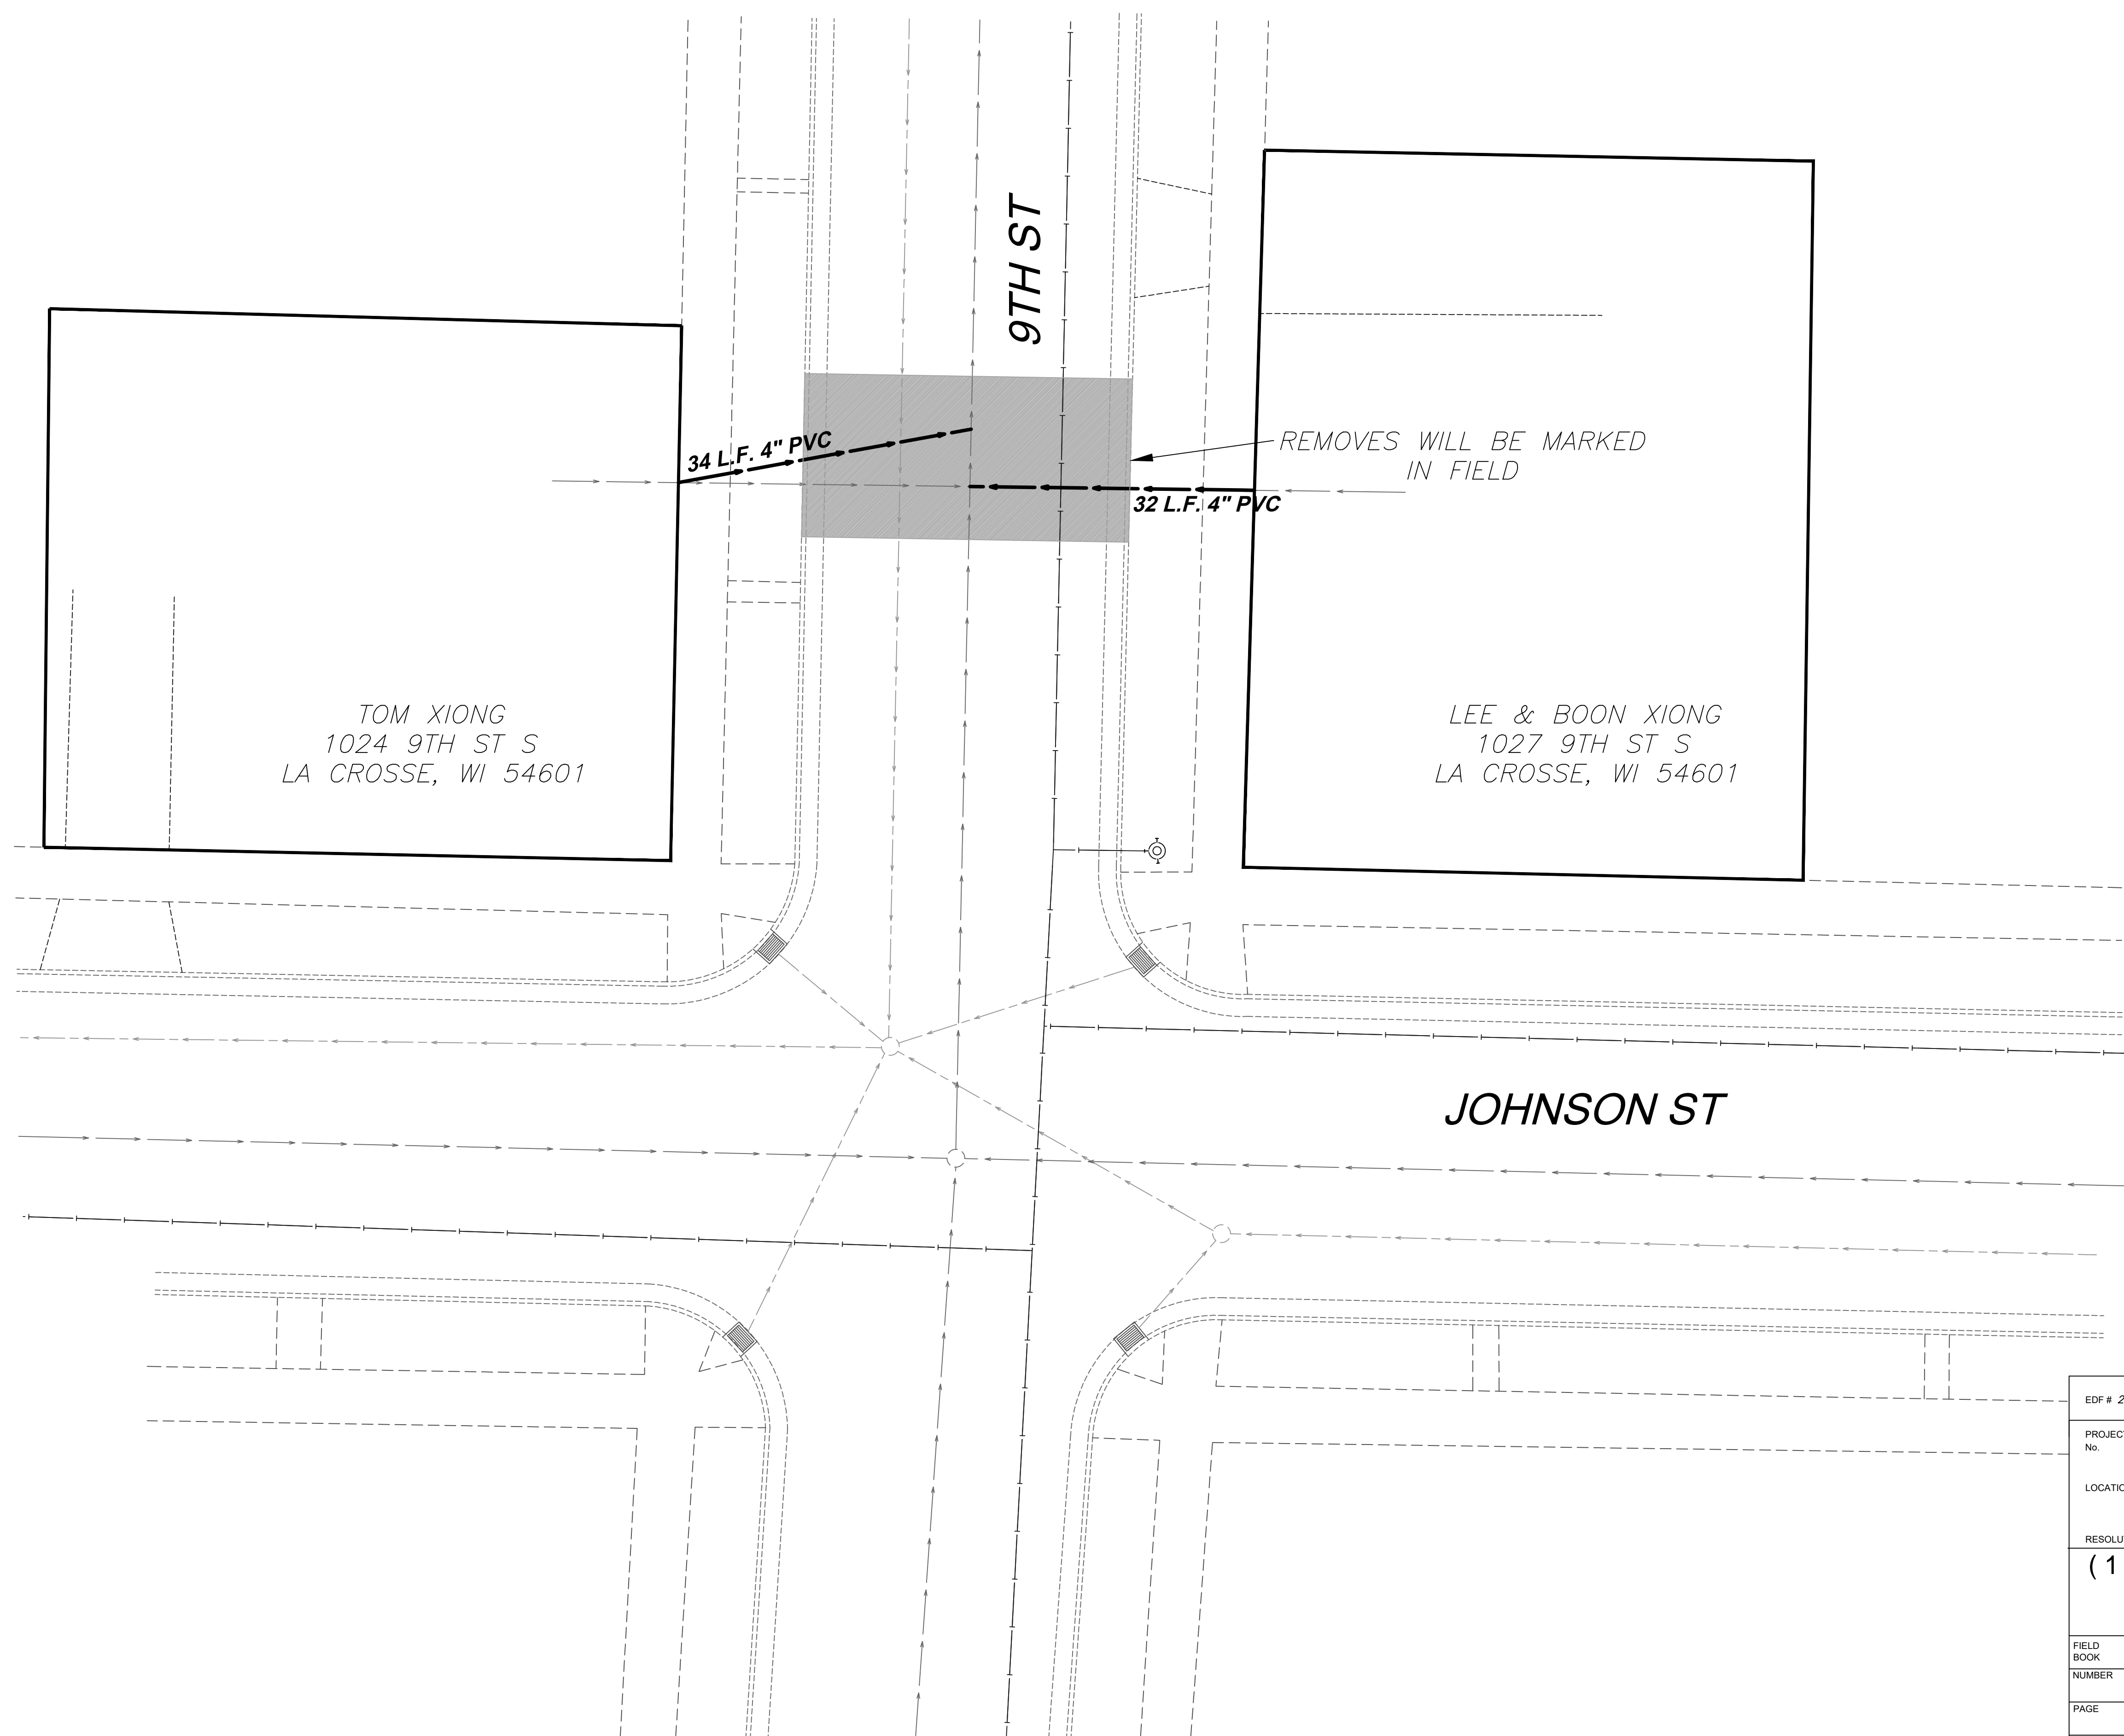 9TH ST
34 L.F. 4" PVC
REMOVES WILL BE MARKED
IN FIELD
32 L.F. 4" PVC
TOM XIONG
1024 9TH ST S
LA CROSSE, WI 54601
LEE & BOON XIONG
1027 9TH ST S
LA CROSSE, WI 54601
JOHNSON ST
EDF # 2
No.
( 1
FIELD
BOOK
NUMBER
PAGE